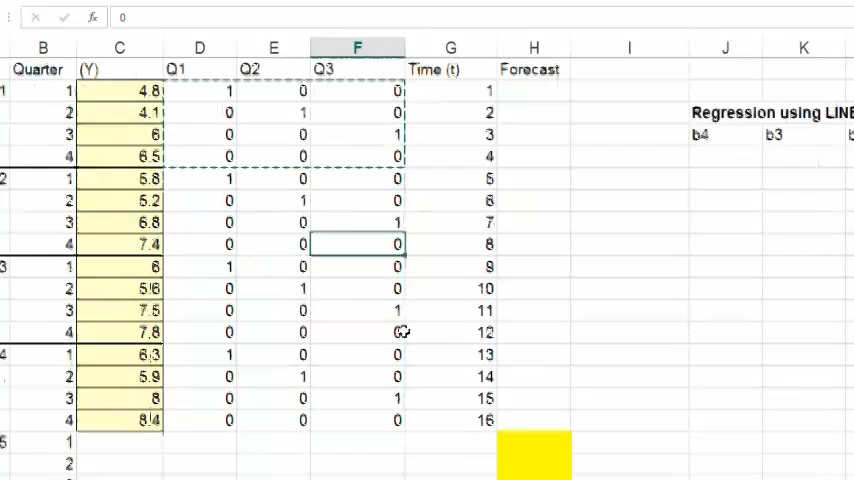 fx 0
B C D E F G H I J K
Quarter (Y) Q1 Q2 Q3 Time (t) Forecast
1 1 4.8 1 0 0 1
2 4.1 0 1 0 2 Regression using LINE
3 6 0 0 1 3 b4 b3
4 6.5 0 0 0 4
2 1 5.8 1 0 0 5
2 5.2 0 1 0 6
3 6.8 0 0 1 7
4 7.4 0 0 0 8
3 1 6 1 0 0 9
2 5.6 0 1 0 10
3 7.5 0 0 1 11
4 7.8 0 0 0 12
4 1 6.3 1 0 0 13
2 5.9 0 1 0 14
3 8 0 0 1 15
4 8.4 0 0 0 16
5 1
2